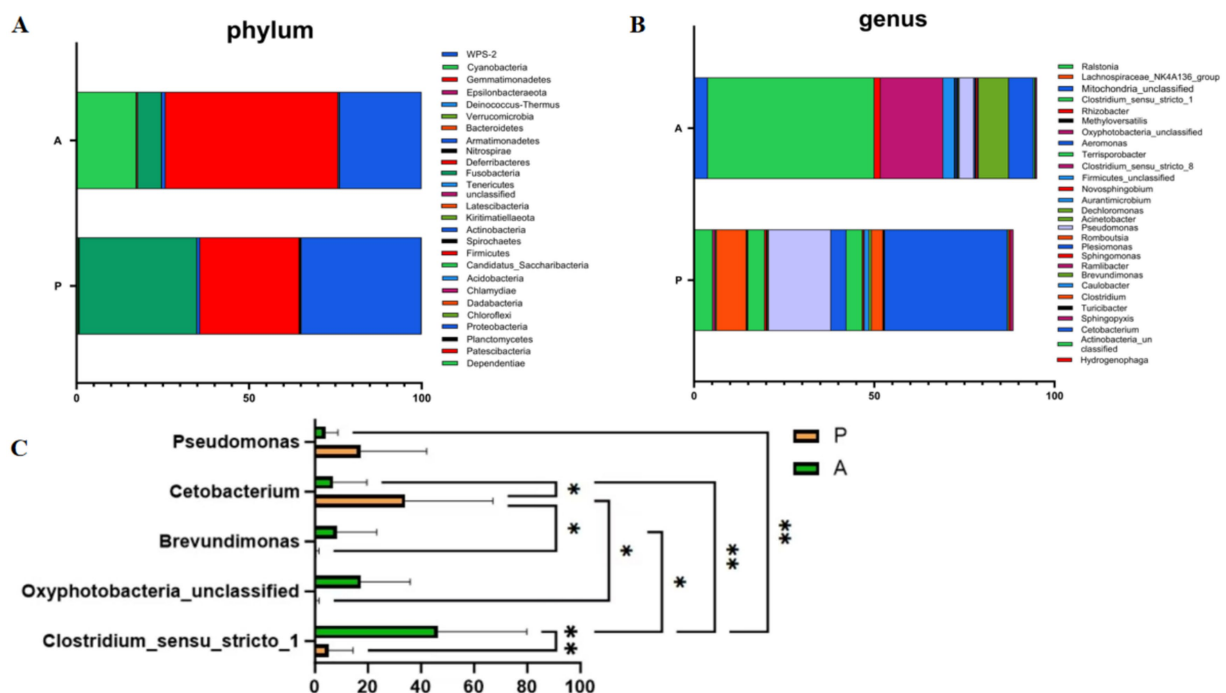 A
phylum
WPS-2
Cyanobacteria
Gemmatimonadetes
Epsilonbacteraeota
Deinococcus-Thermus
Verrucomicrobia
Bacteroidetes
Armatimonadetes
Nitrospirae
Deferribacteres
Fusobacteria
Tenericutes
unclassified
Latescibacteria
Kiritimatiellaeota
Actinobacteria
Spirochaetes
Firmicutes
Candidatus_Saccharibacteria
Acidobacteria
Chlamydiae
Dadabacteria
Chloroflexi
Proteobacteria
Planctomycetes
Patescibacteria
Dependentiae
A
P
0 50 100
B
genus
Ralstonia
Lachnospiraceae_NK4A136_group
Mitochondria_unclassified
Clostridium_sensu_stricto_1
Rhizobacter
Methyloversatilis
Oxyphotobacteria_unclassified
Aeromonas
Terrisporobacter
Clostridium_sensu_stricto_8
Firmicutes_unclassified
Novosphingobium
Aurantimicrobium
Dechloromonas
Acinetobacter
Pseudomonas
Romboutsia
Plesiomonas
Sphingomonas
Ramlibacter
Brevundimonas
Caulobacter
Clostridium
Turicibacter
Sphingopyxis
Cetobacterium
Actinobacteria_un
classified
Hydrogenophaga
A
P
0 50 100
C
Pseudomonas
Cetobacterium
Brevundimonas
Oxyphotobacteria_unclassified
Clostridium_sensu_stricto_1
0 20 40 60 80 100
P
A
*
*
*
*
**
**
**